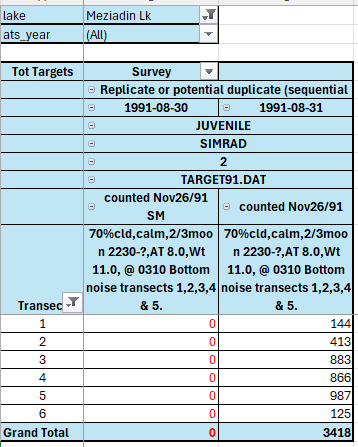 lake Meziadin Lk
ats_year (All)
Tot Targets Survey
Replicate or potential duplicate (sequential
1991-08-30 1991-08-31
JUVENILE
SIMRAD
2
TARGET91.DAT
counted Nov26/91 SM counted Nov26/91
70%cld,calm,2/3moo 70%cld,calm,2/3moo
n 2230-?,AT 8.0,Wt n 2230-?,AT 8.0,Wt
11.0, @ 0310 Bottom 11.0, @ 0310 Bottom
noise transects 1,2,3,4 noise transects 1,2,3,4
Transec & 5. & 5.
1 0 144
2 0 413
3 0 883
4 0 866
5 0 987
6 0 125
Grand Total 0 3418